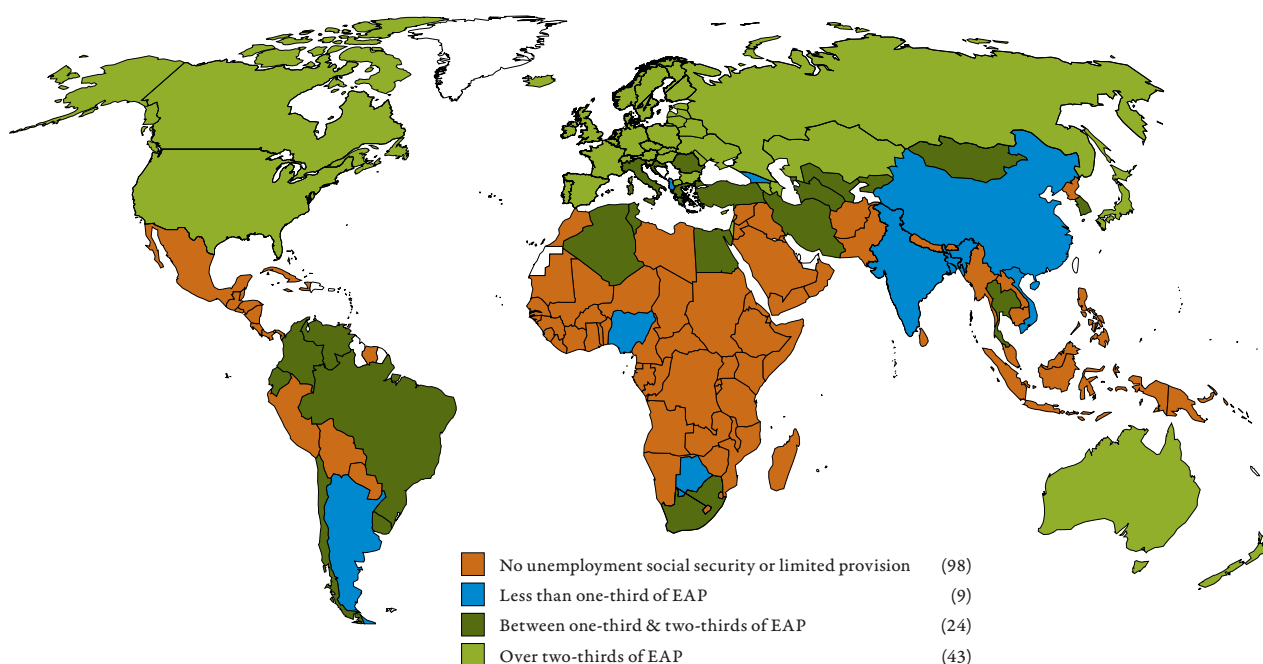 No unemployment social security or limited provision (98)
Less than one-third of EAP (9)
Between one-third & two-thirds of EAP (24)
Over two-thirds of EAP (43)